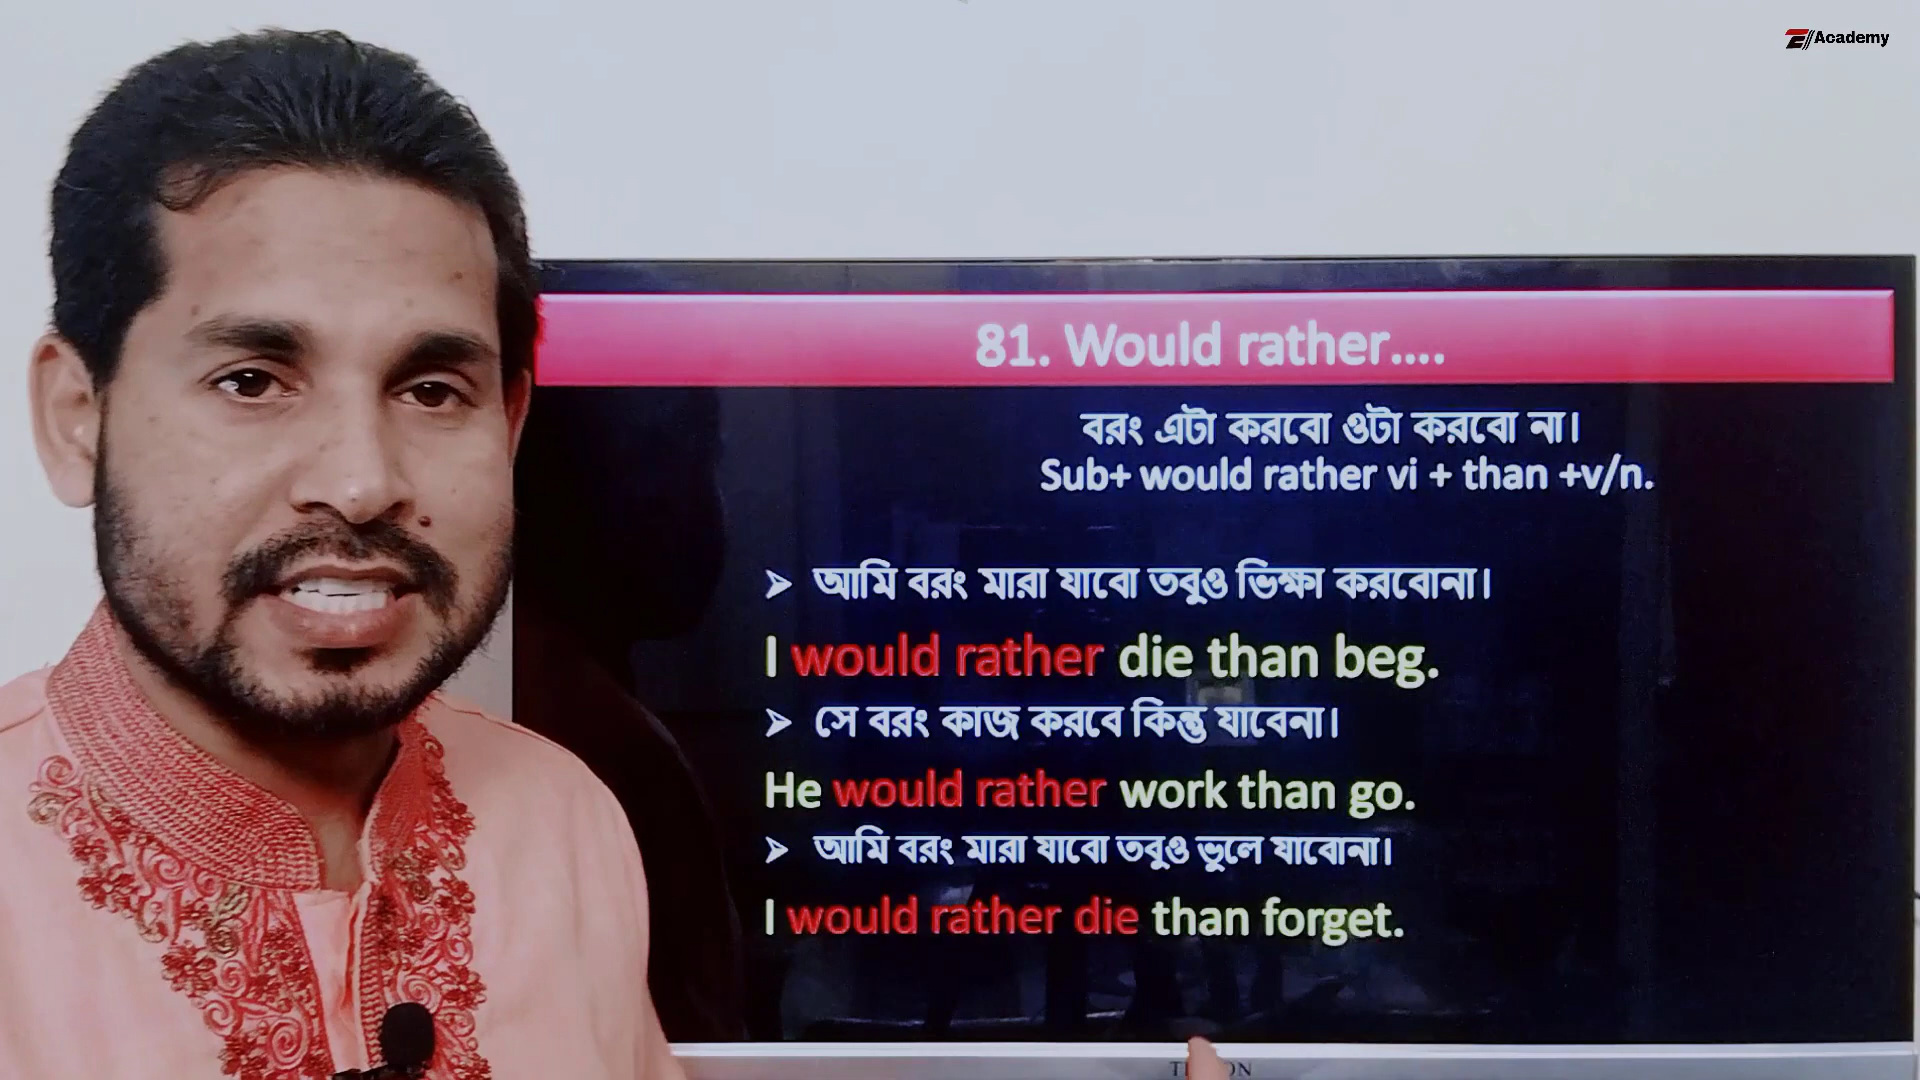 Academy
81. Would rather....
বরং এটা করবো ওটা করবো না।
Sub+ would rather vi + than +v/n.
➢ আমি বরং মারা যাবো তবুও ভিক্ষা করবোনা।
I would rather die than beg.
➢ সে বরং কাজ করবে কিন্তু যাবেনা।
He would rather work than go.
➢ আমি বরং মারা যাবো তবুও ভুলে যাবোনা।
I would rather die than forget.